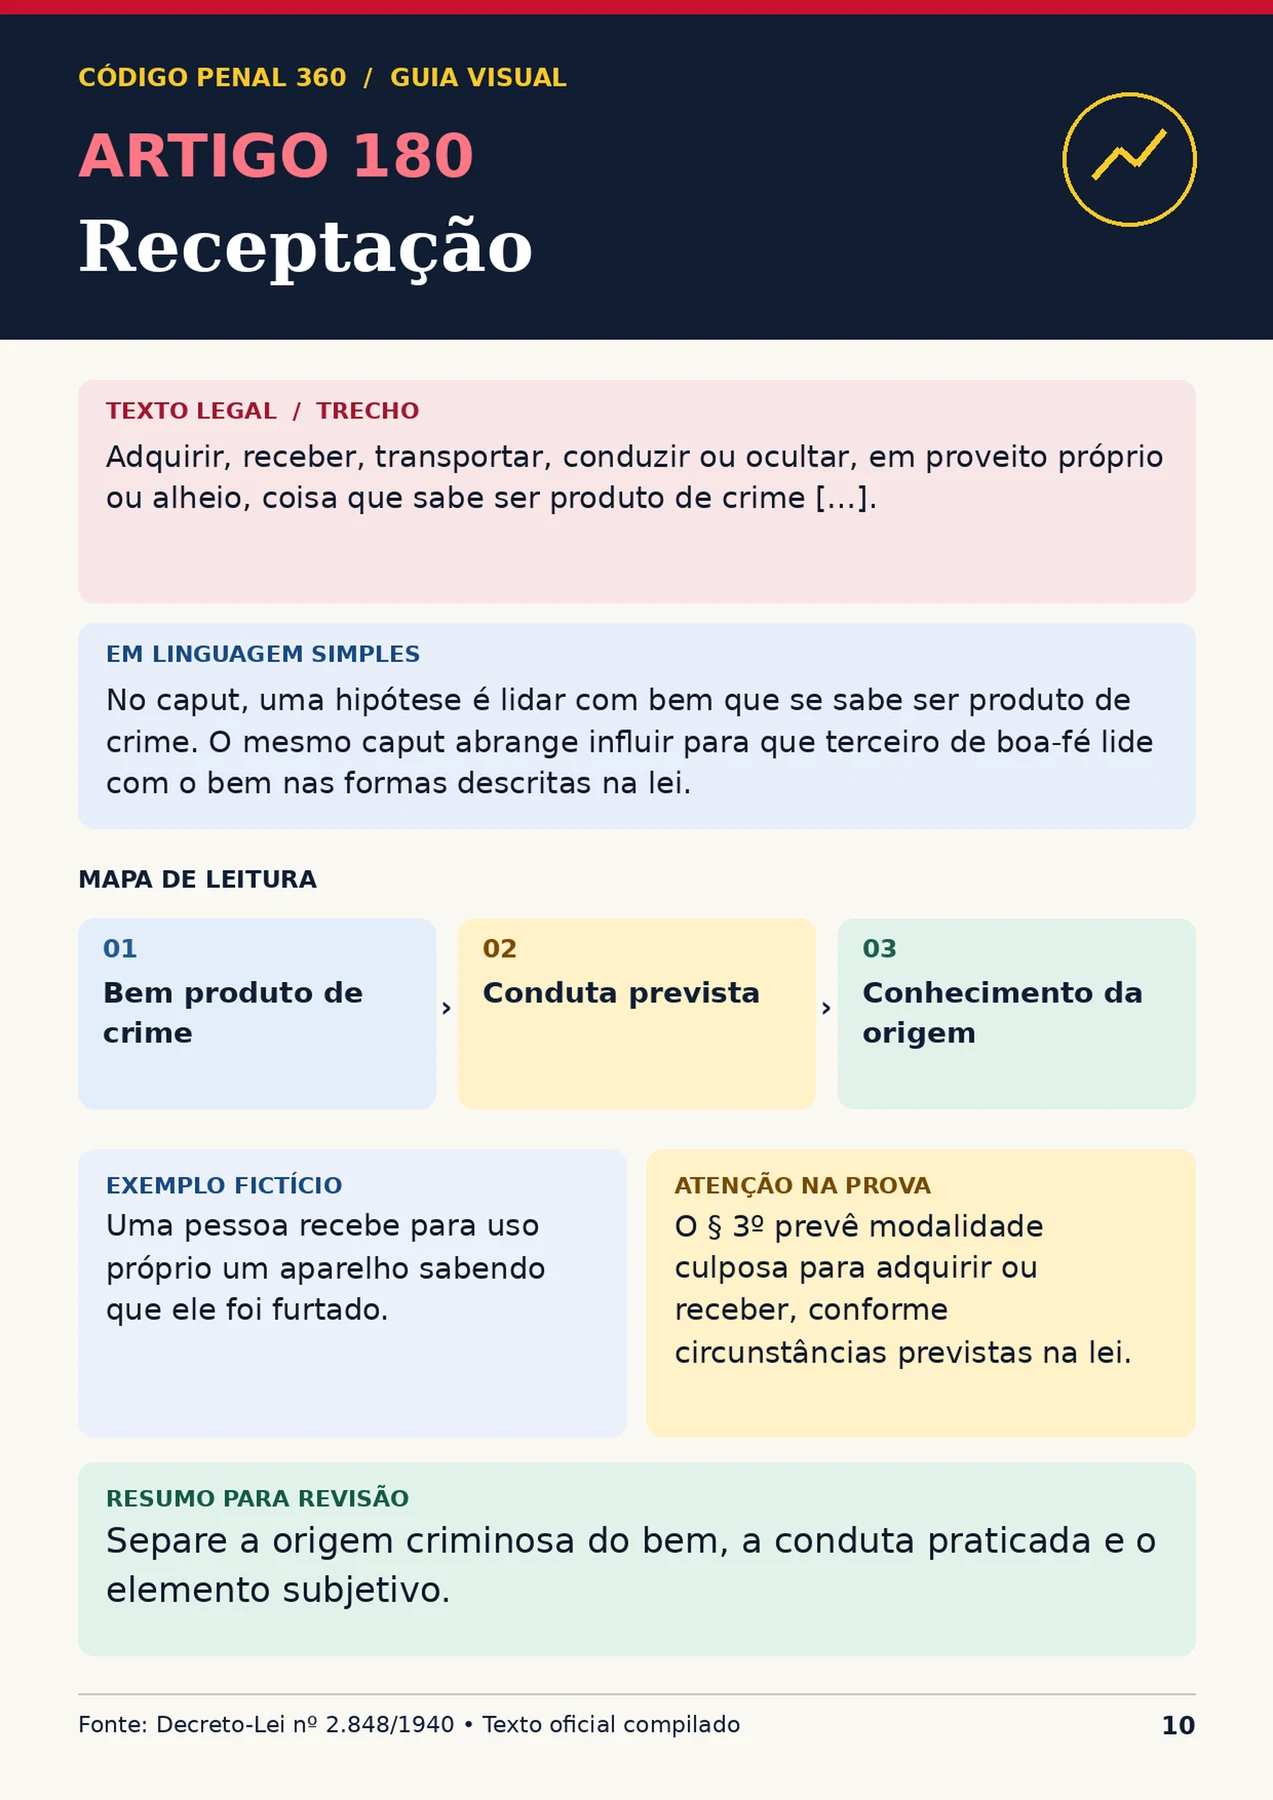 CÓDIGO PENAL 360 / GUIA VISUAL
ARTIGO 180
Receptação
TEXTO LEGAL / TRECHO
Adquirir, receber, transportar, conduzir ou ocultar, em proveito próprio
ou alheio, coisa que sabe ser produto de crime [...].
EM LINGUAGEM SIMPLES
No caput, uma hipótese é lidar com bem que se sabe ser produto de
crime. O mesmo caput abrange influir para que terceiro de boa-fé lide
com o bem nas formas descritas na lei.
MAPA DE LEITURA
01
Bem produto de
crime
›
02
Conduta prevista
›
03
Conhecimento da
origem
EXEMPLO FICTÍCIO
Uma pessoa recebe para uso
próprio um aparelho sabendo
que ele foi furtado.
ATENÇÃO NA PROVA
O § 3º prevê modalidade
culposa para adquirir ou
receber, conforme
circunstâncias previstas na lei.
RESUMO PARA REVISÃO
Separe a origem criminosa do bem, a conduta praticada e o
elemento subjetivo.
Fonte: Decreto-Lei nº 2.848/1940 • Texto oficial compilado
10